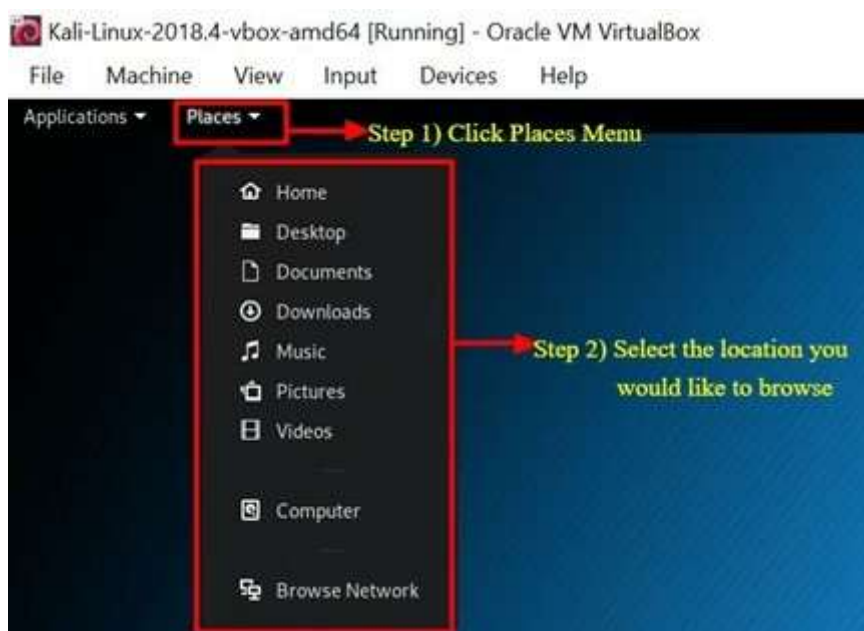 Kali-Linux-2018.4-vbox-amd64 [Running] - Oracle VM VirtualBox
File Machine View Input Devices Help
Applications Places
Step 1) Click Places Menu
Home
Desktop
Documents
Downloads
Music
Pictures
Videos
Computer
Browse Network
Step 2) Select the location you
would like to browse